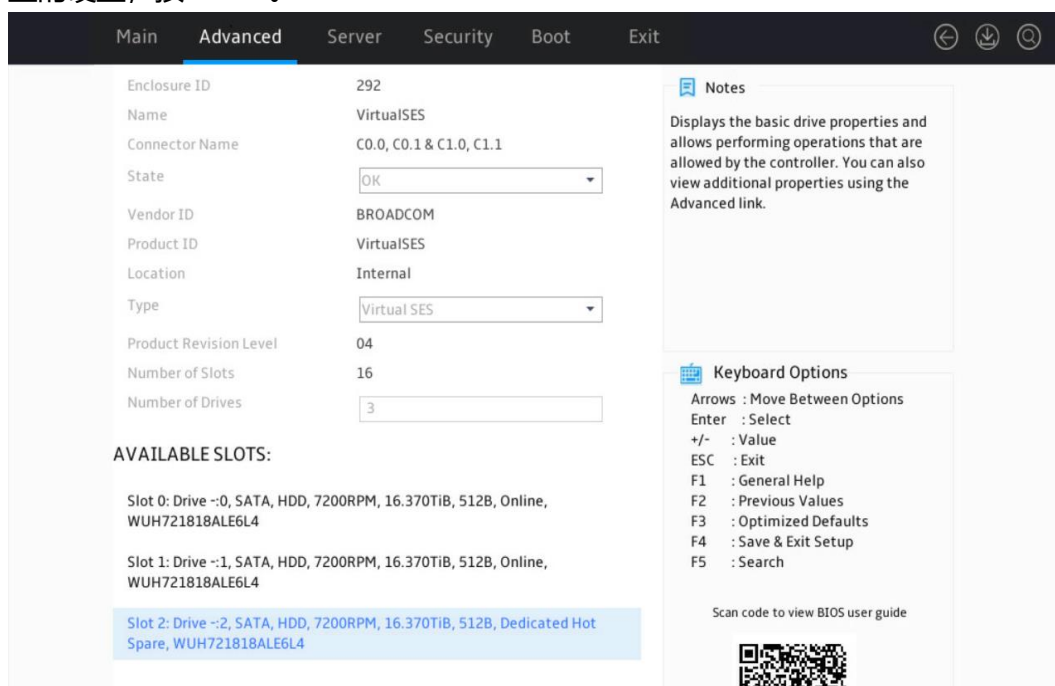 Main Advanced Server Security Boot Exit
Enclosure ID 292
Name VirtualSES
Connector Name C0.0, C0.1 & C1.0, C1.1
State OK
Vendor ID BROADCOM
Product ID VirtualSES
Location Internal
Type Virtual SES
Product Revision Level 04
Number of Slots 16
Number of Drives 3
AVAILABLE SLOTS:
Slot 0: Drive -:0, SATA, HDD, 7200RPM, 16.370TiB, 512B, Online,
WUH721818ALE6L4
Slot 1: Drive -:1, SATA, HDD, 7200RPM, 16.370TiB, 512B, Online,
WUH721818ALE6L4
Slot 2: Drive -:2, SATA, HDD, 7200RPM, 16.370TiB, 512B, Dedicated Hot
Spare, WUH721818ALE6L4
Notes
Displays the basic drive properties and
allows performing operations that are
allowed by the controller. You can also
view additional properties using the
Advanced link.
Keyboard Options
Arrows : Move Between Options
Enter : Select
+/- : Value
ESC : Exit
F1 : General Help
F2 : Previous Values
F3 : Optimized Defaults
F4 : Save & Exit Setup
F5 : Search
Scan code to view BIOS user guide